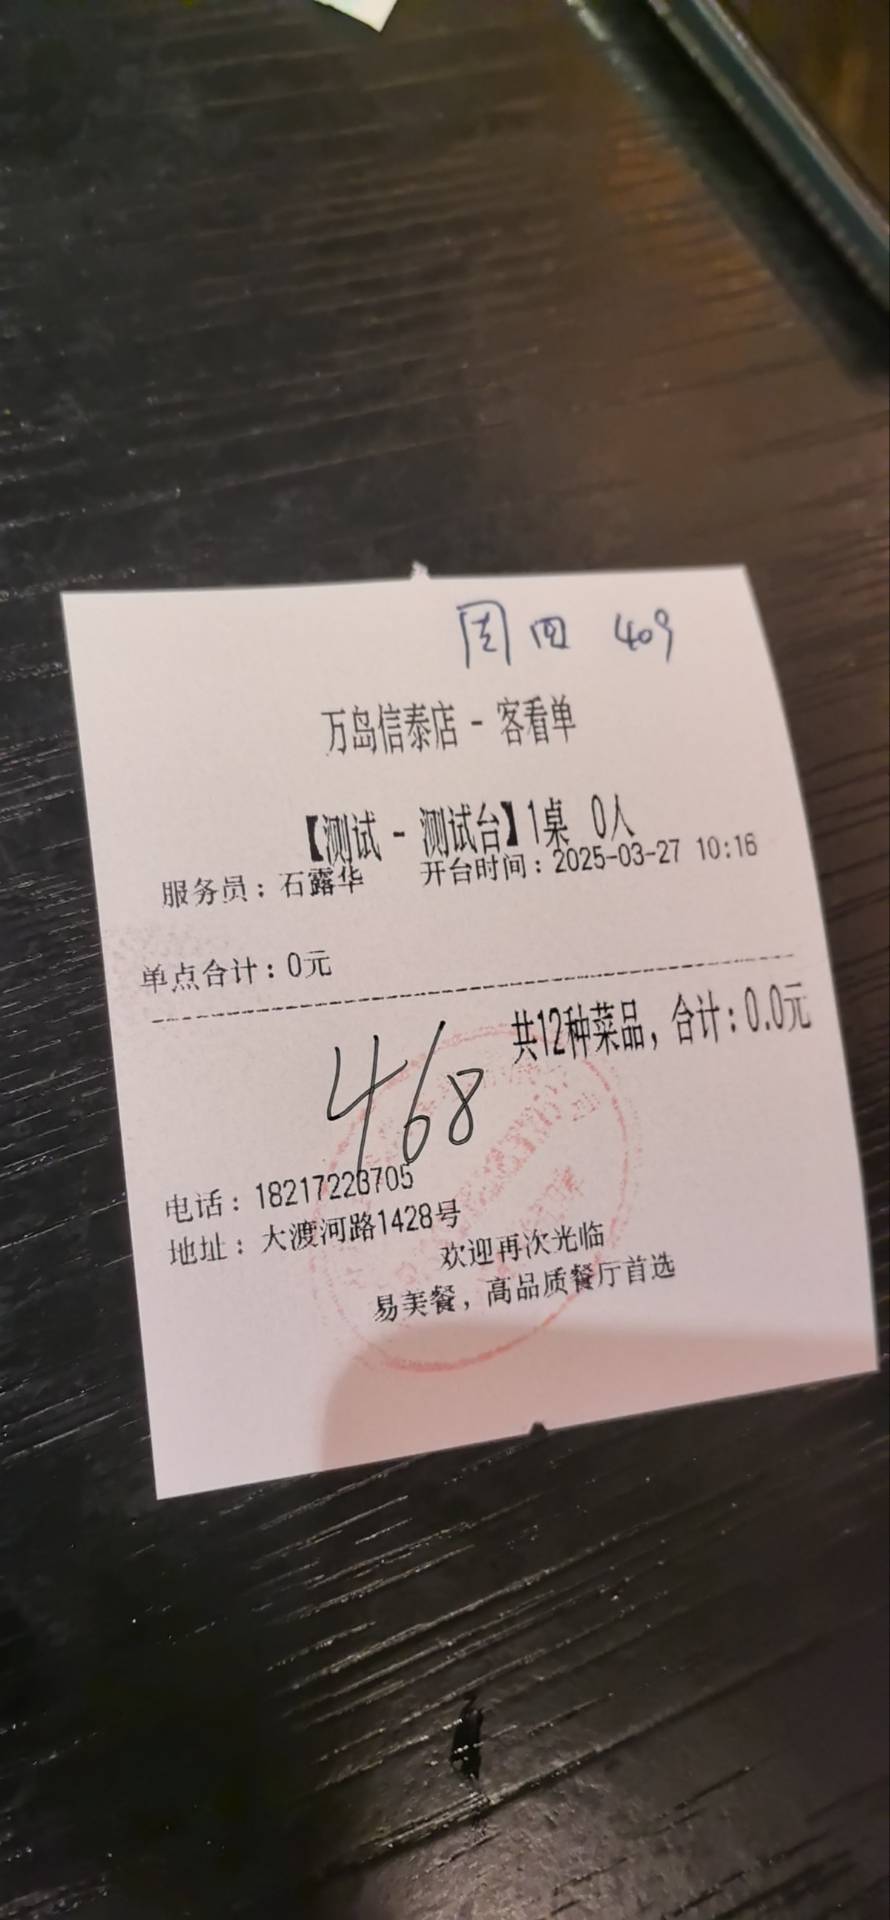 周四 409
万岛信泰店 - 客看单
【测试 - 测试台】1桌 0人
服务员：石露华 开台时间：2025-03-27 10:16
单点合计：0元
共12种菜品，合计：0.0元
468
电话：18217223705
地址：大渡河路1428号
欢迎再次光临
易美餐，高品质餐厅首选